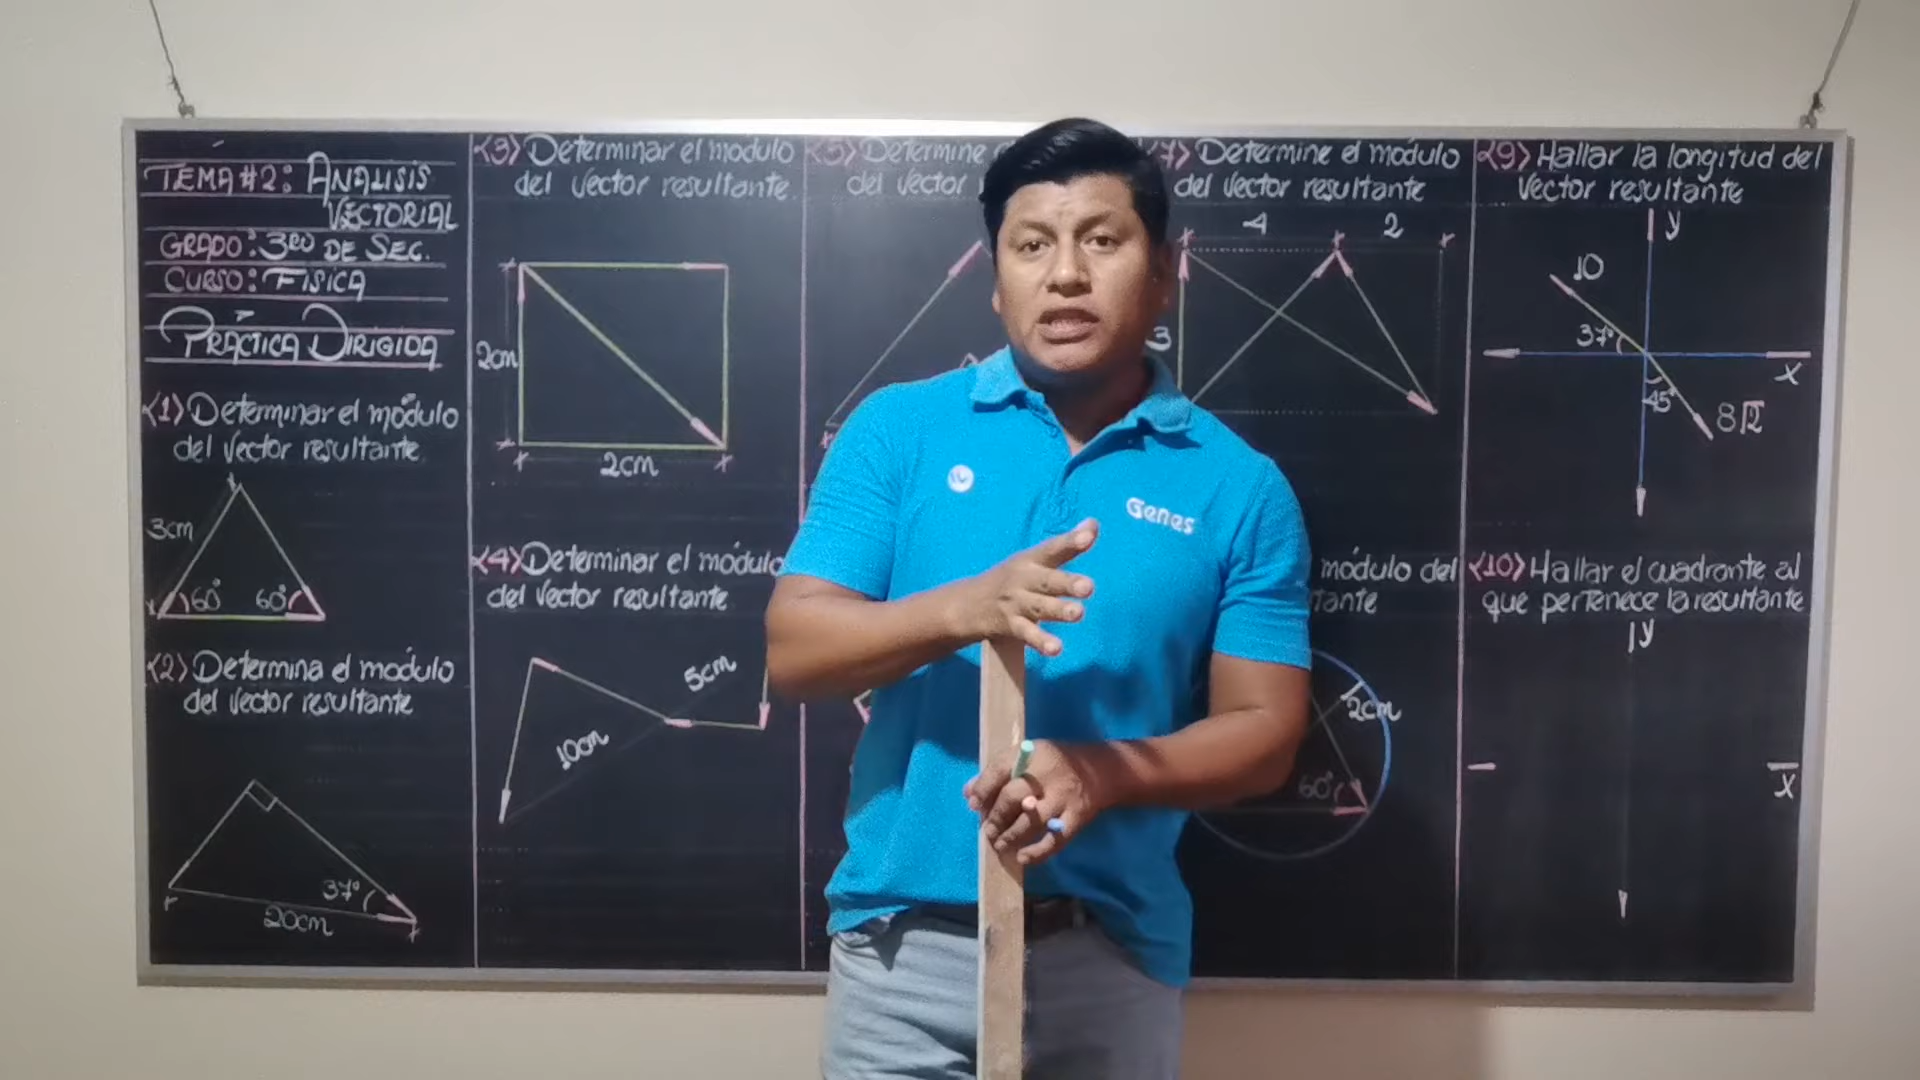 TEMA #2: ANALISIS
VECTORIAL
GRADO: 3RO DE SEC.
CURSO: FISICA
PRÁCTICA DIRIGIDA
<1> Determinar el módulo
del vector resultante.
3cm
60° 60°
<2> Determina el módulo
del vector resultante
37°
20cm
<3> Determinar el módulo
del vector resultante.
2cm
2cm
<4> Determinar el módulo
del vector resultante
5cm
10cm
<5> Determine
del vector
<7> Determine el módulo
del vector resultante
4 2
3
módulo del
2cm
60°
<9> Hallar la longitud del
vector resultante
y
10
37°
x
45°
8√2
<10> Hallar el cuadrante al
que pertenece la resultante
y
x
Genes